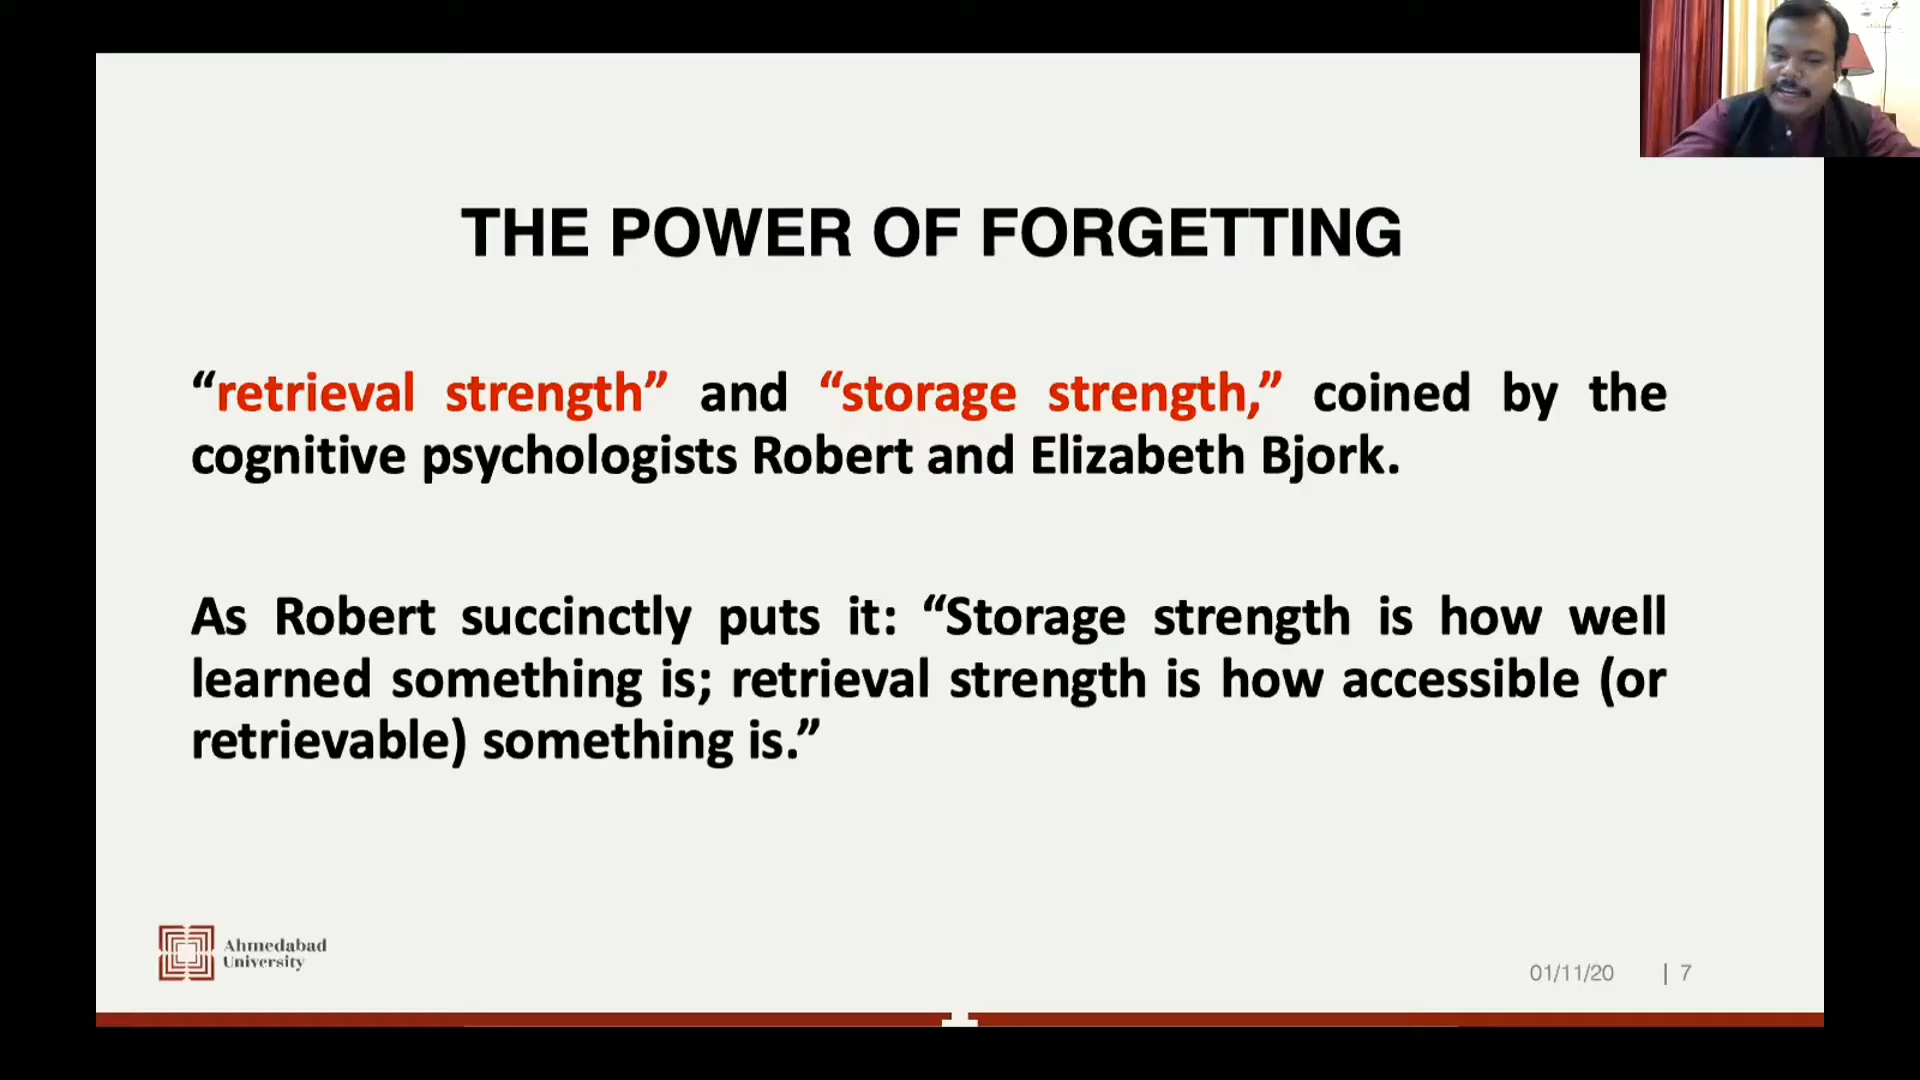 THE POWER OF FORGETTING
“retrieval strength” and “storage strength,” coined by the
cognitive psychologists Robert and Elizabeth Bjork.
As Robert succinctly puts it: “Storage strength is how well
learned something is; retrieval strength is how accessible (or
retrievable) something is.”
Ahmedabad
University
01/11/20 | 7